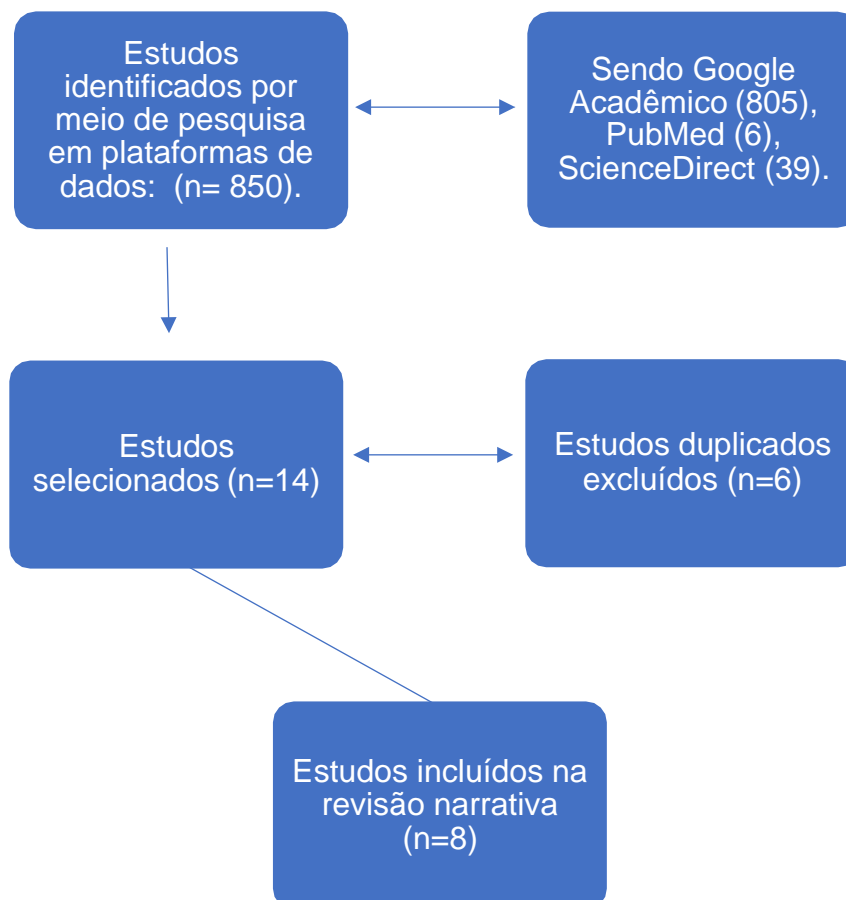 Estudos
identificados por
meio de pesquisa
em plataformas de
dados: (n= 850).
Sendo Google
Acadêmico (805),
PubMed (6),
ScienceDirect (39).
Estudos
selecionados (n=14)
Estudos duplicados
excluídos (n=6)
Estudos incluídos na
revisão narrativa
(n=8)